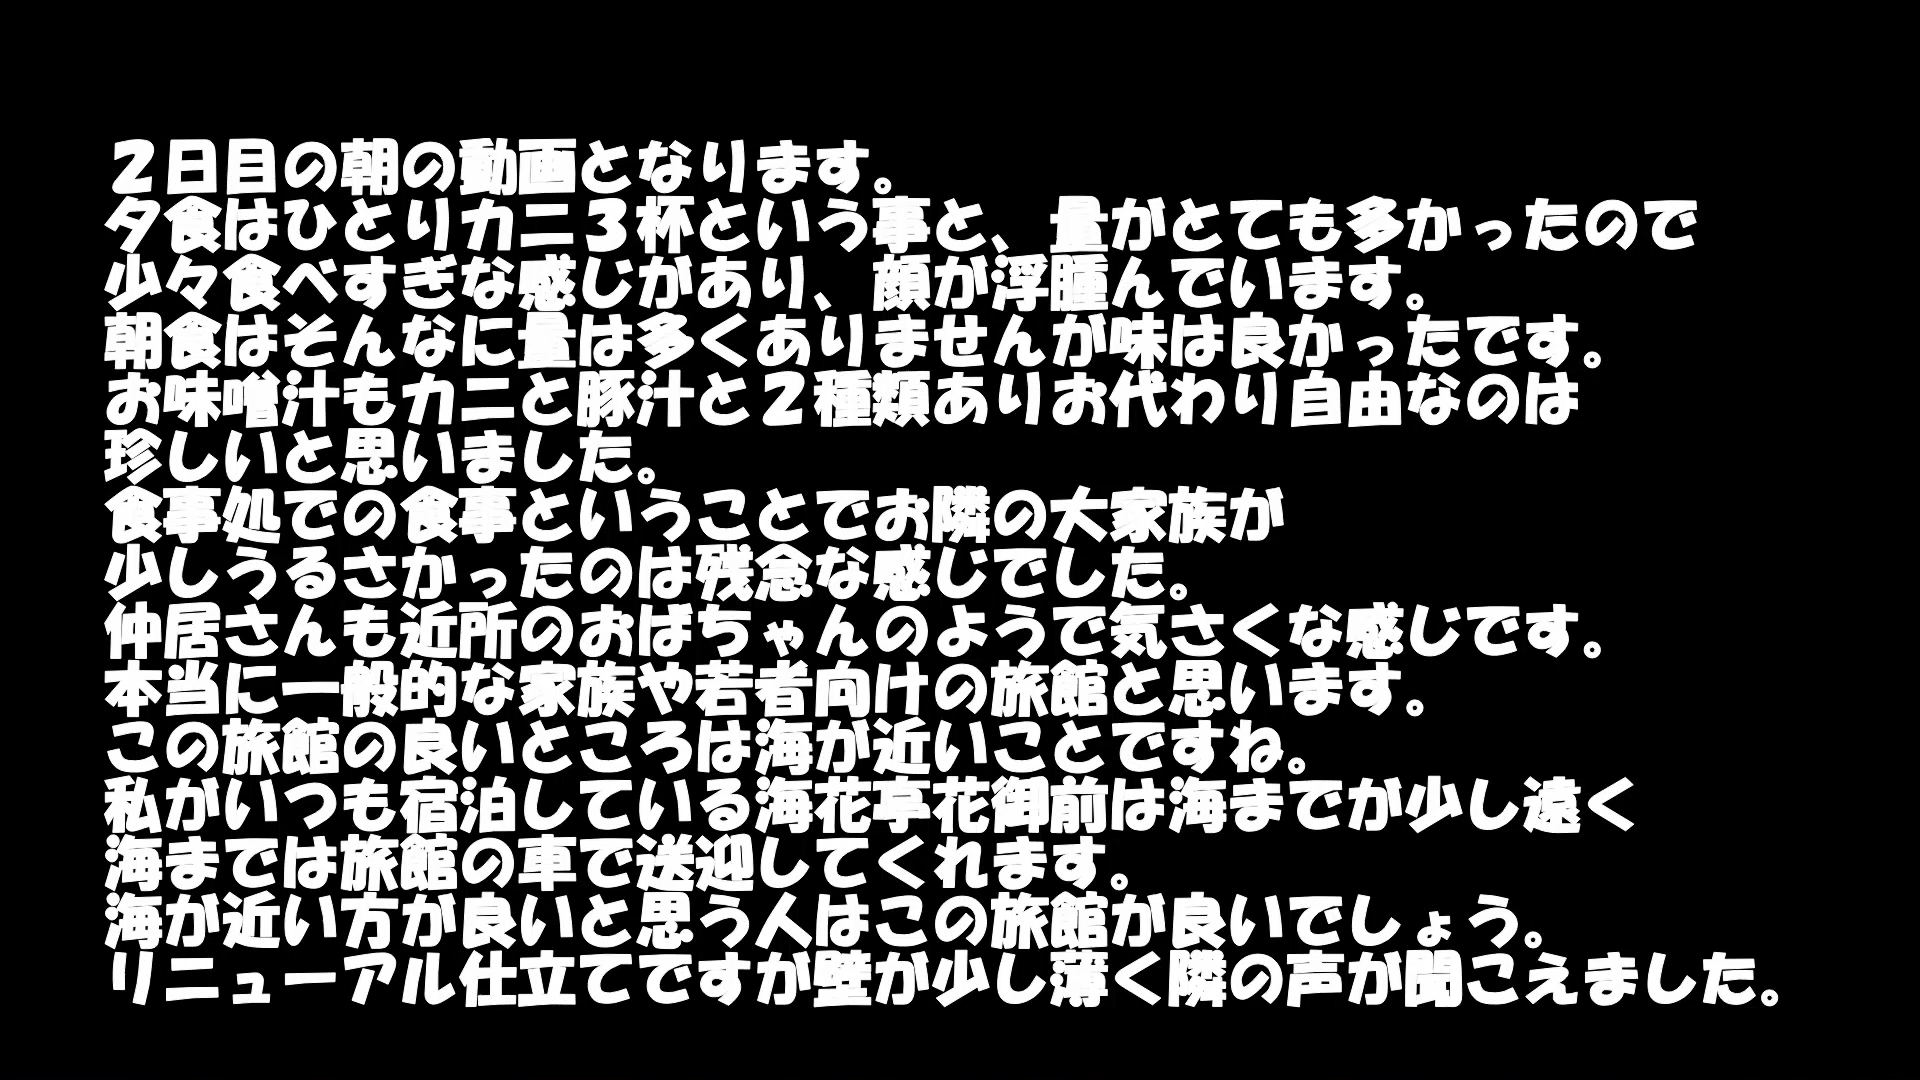 ２日目の朝の動画となります。
夕食はひとりカニ３杯という事と、量がとても多かったので
少々食べすぎな感じがあり、顔が浮腫んでいます。
朝食はそんなに量は多くありませんが味は良かったです。
お味噌汁もカニと豚汁と２種類ありお代わり自由なのは
珍しいと思いました。
食事処での食事ということでお隣の大家族が
少しうるさかったのは残念な感じでした。
仲居さんも近所のおばちゃんのようで気さくな感じです。
本当に一般的な家族や若者向けの旅館と思います。
この旅館の良いところは海が近いことですね。
私がいつも宿泊している海花亭花御前は海までが少し遠く
海までは旅館の車で送迎してくれます。
海が近い方が良いと思う人はこの旅館が良いでしょう。
リニューアル仕立てですが壁が少し薄く隣の声が聞こえました。